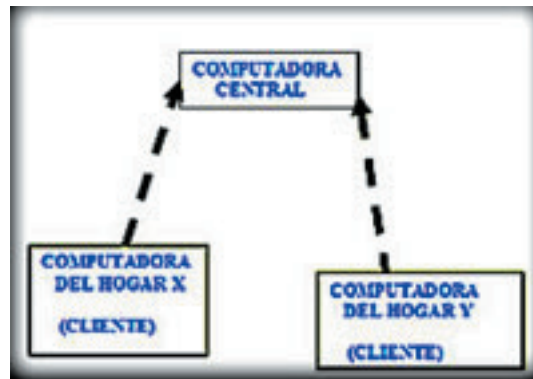 COMPUTADORA
CENTRAL
COMPUTADORA
DEL HOGAR X
(CLIENTE)
COMPUTADORA
DEL HOGAR Y
(CLIENTE)